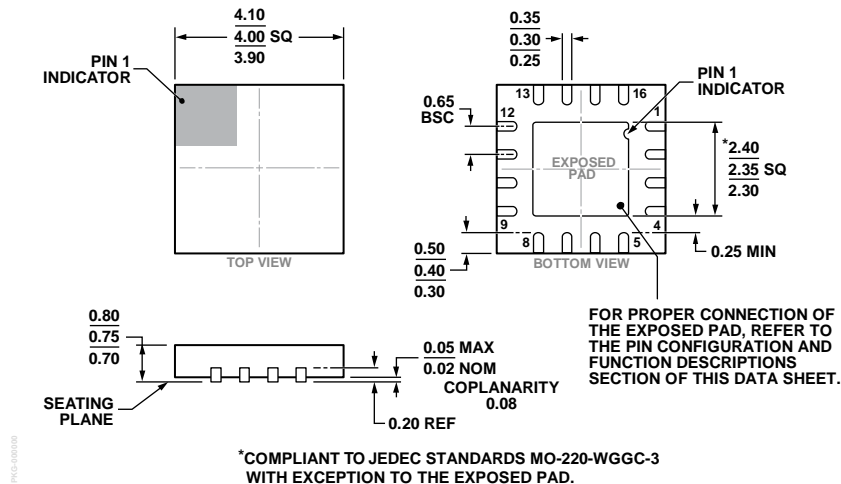 4.10
4.00 SQ
3.90
PIN 1
INDICATOR
TOP VIEW
0.35
0.30
0.25
PIN 1
INDICATOR
0.65
BSC
13
16
12
1
EXPOSED
PAD
*2.40
2.35 SQ
2.30
9
4
8
5
0.25 MIN
BOTTOM VIEW
0.50
0.40
0.30
FOR PROPER CONNECTION OF
THE EXPOSED PAD, REFER TO
THE PIN CONFIGURATION AND
FUNCTION DESCRIPTIONS
SECTION OF THIS DATA SHEET.
0.80
0.75
0.70
SEATING
PLANE
0.05 MAX
0.02 NOM
COPLANARITY
0.08
0.20 REF
*COMPLIANT TO JEDEC STANDARDS MO-220-WGGC-3
WITH EXCEPTION TO THE EXPOSED PAD.
PKG-000000